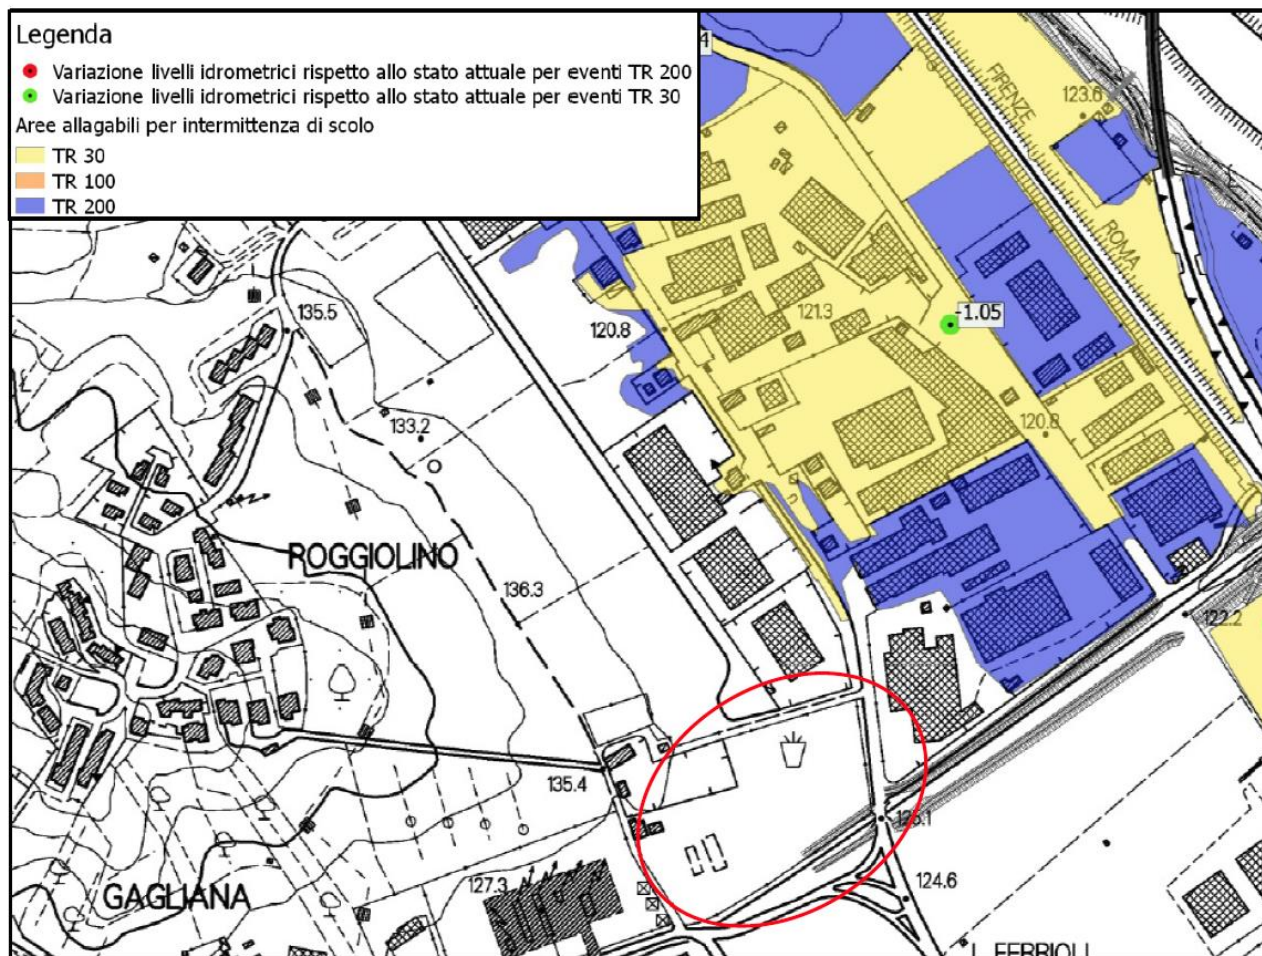 Legenda
Variazione livelli idrometrici rispetto allo stato attuale per eventi TR 200
Variazione livelli idrometrici rispetto allo stato attuale per eventi TR 30
Aree allagabili per intermittenza di scolo
TR 30
TR 100
TR 200
4
FIRENZE
123.6
ROMA
135.5
120.8
121.3
-1.05
133.2
120.8
ROGGIOLINO
136.3
122.2
135.4
124.6
127.3
GAGLIANA
L. FERRIOLI